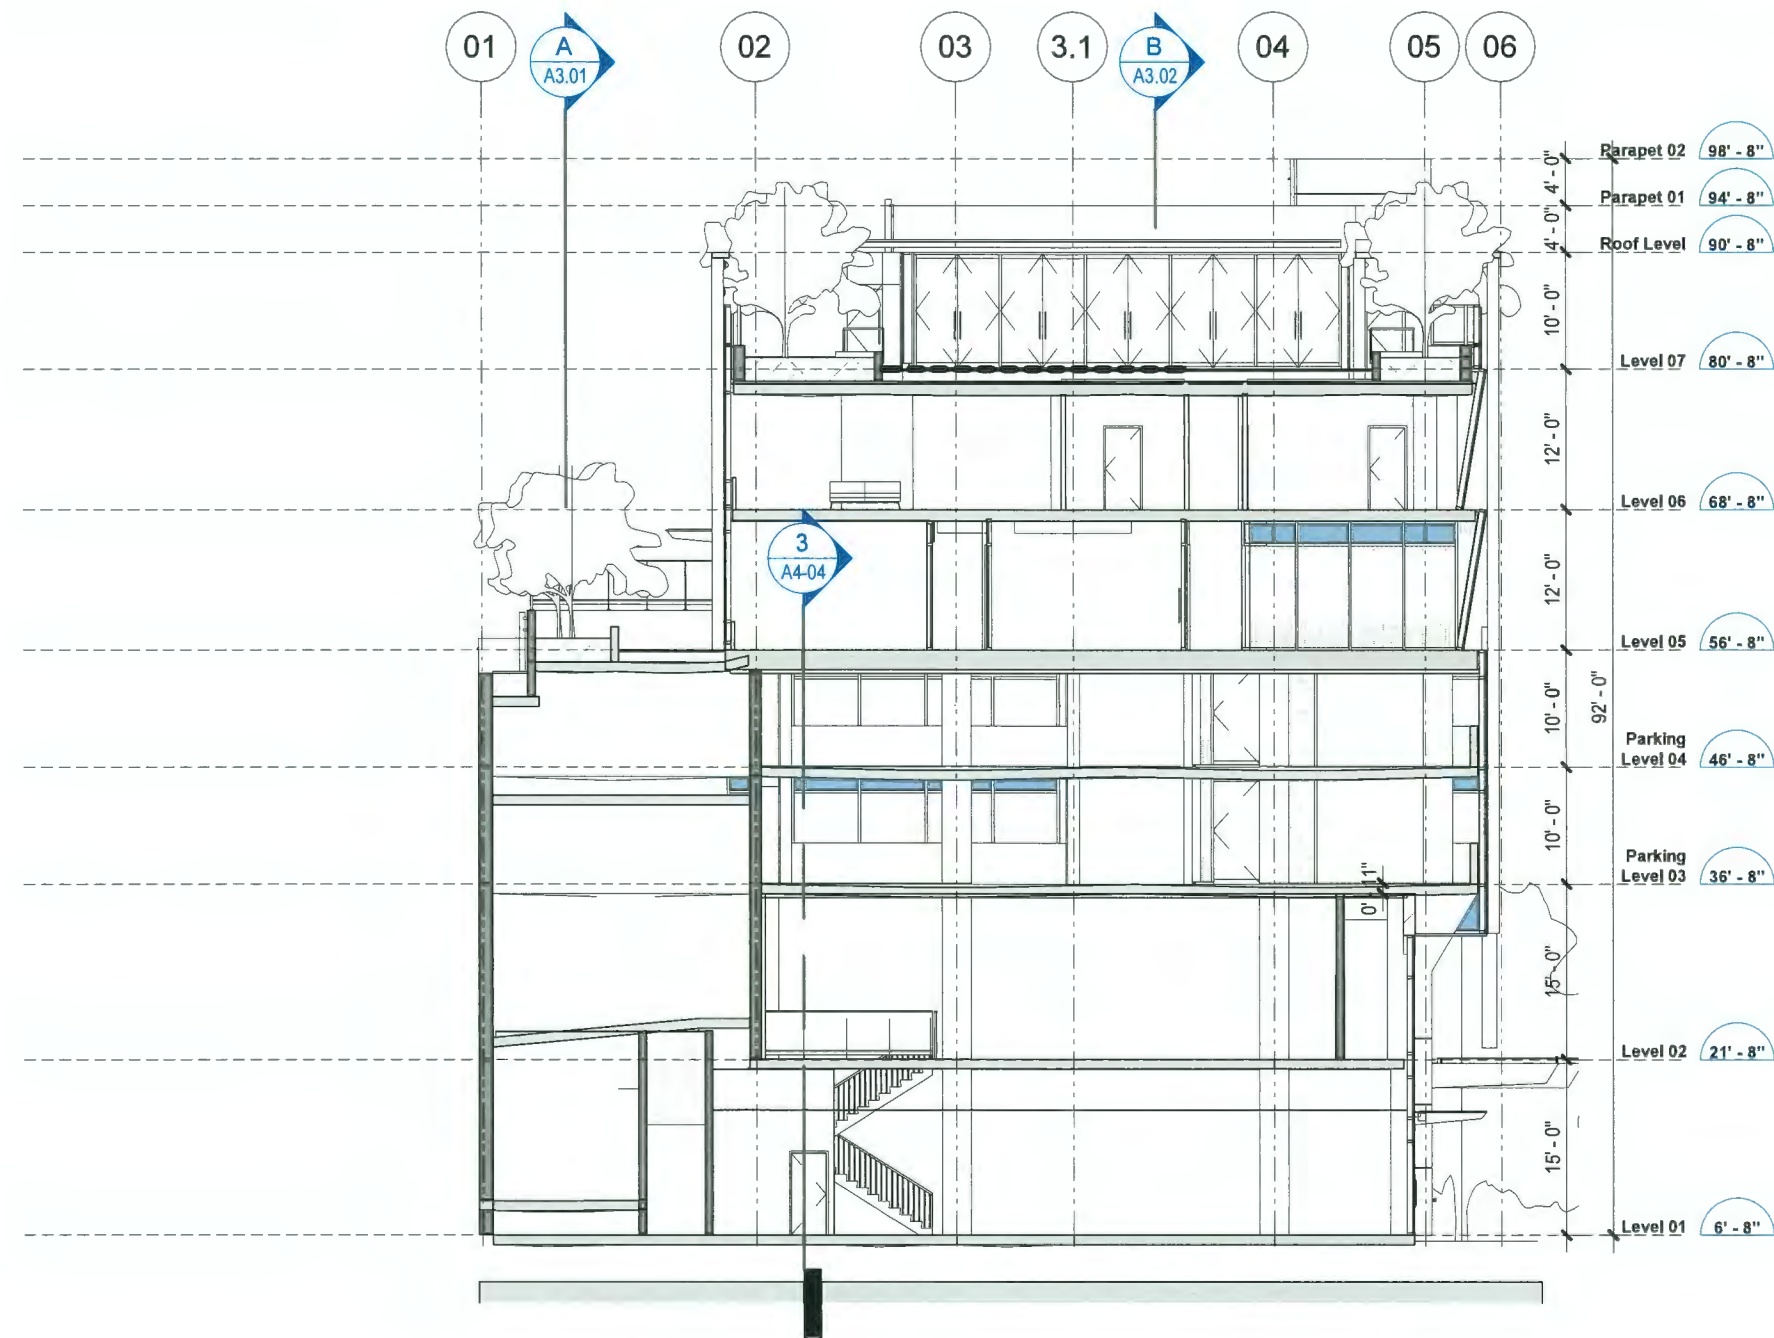 01
A
A3.01
02
03
3.1
B
A3.02
04
05
06
Parapet 02
98' - 8"
4' - 0"
Parapet 01
94' - 8"
4' - 0"
Roof Level
90' - 8"
10' - 0"
Level 07
80' - 8"
12' - 0"
Level 06
68' - 8"
3
A4-04
12' - 0"
Level 05
56' - 8"
10' - 0"
92' - 0"
Parking
Level 04
46' - 8"
10' - 0"
Parking
Level 03
36' - 8"
0' - 11"
15' - 0"
Level 02
21' - 8"
15' - 0"
Level 01
6' - 8"